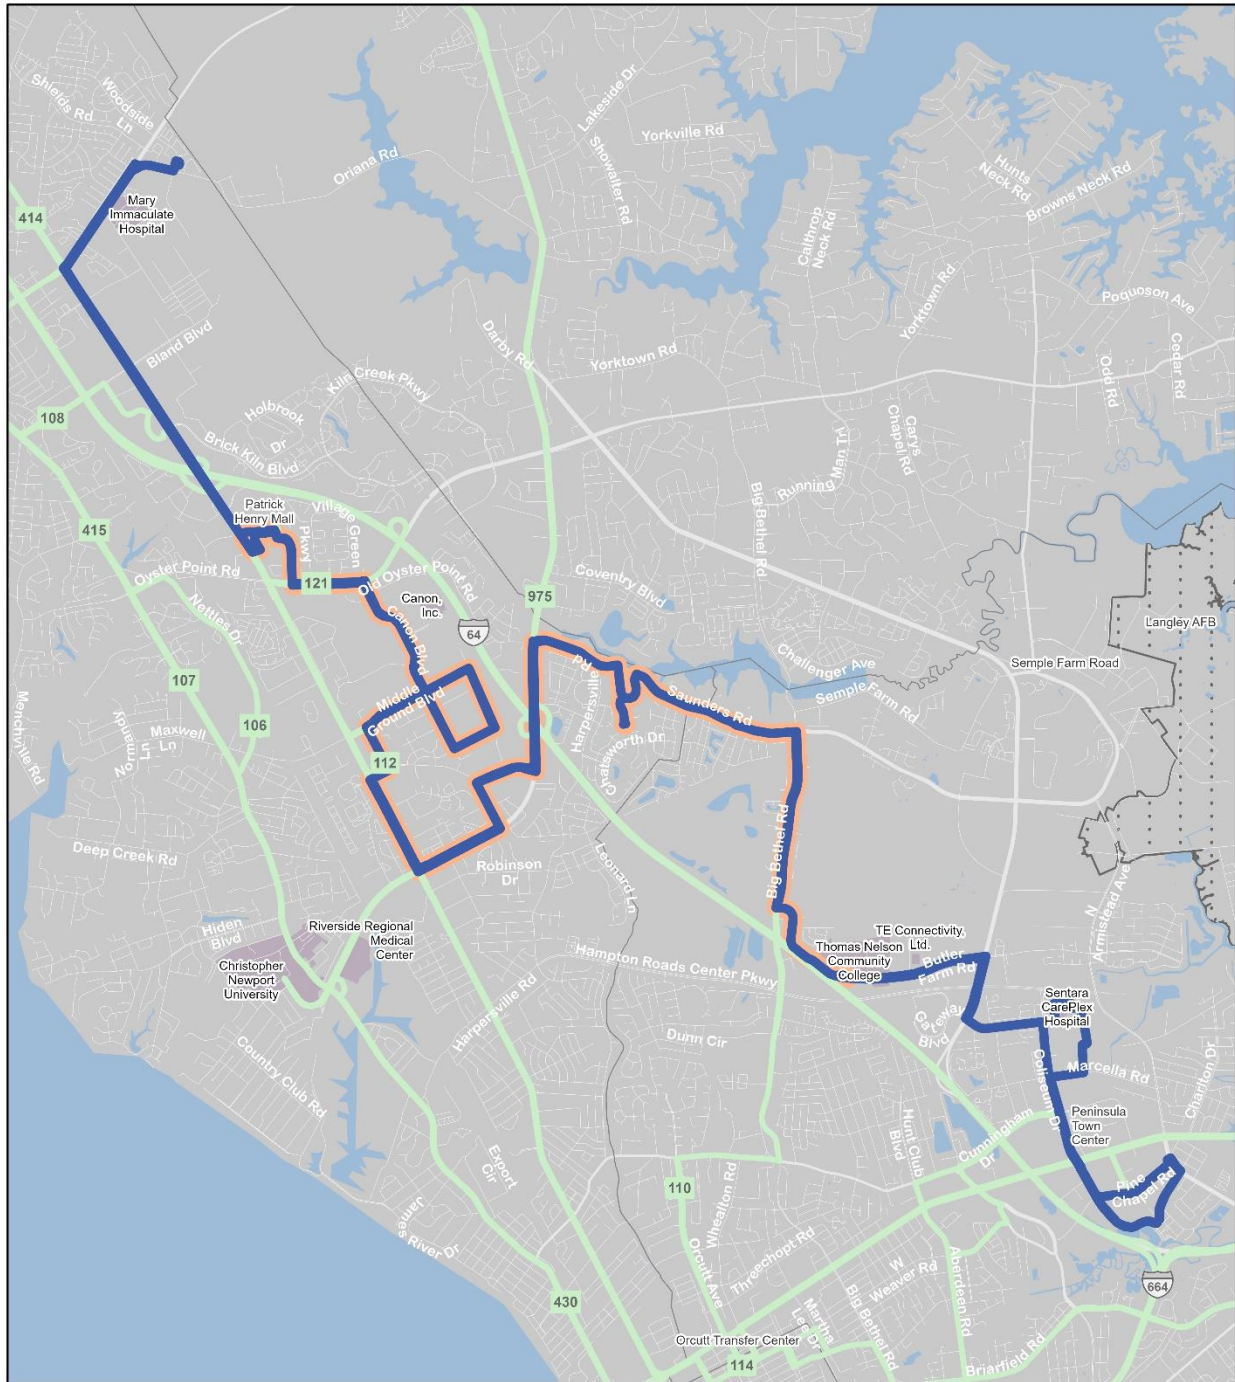 Shields Rd
Woodside
Ln
Lakeside Dr
Yorkville Rd
Showalter Rd
Oriana Rd
Hunts
Neck Rd
Browns Neck Rd
Mary
Immaculate
Hospital
414
Calthrop
Neck Rd
Yorktown Rd
Poquoson Ave
Bland Blvd
Darby Rd
Yorktown Rd
Odd Rd
Cedar Rd
Kiln Creek Pkwy
Holbrook
Dr
108
Brick Kiln Blvd
Carys
Chapel Rd
Running Man Trl
Big Bethel Rd
Patrick
Henry Mall
Village
Green
Pkwy
415
Oyster Point Rd
121
Old Oyster Point Rd
975
Coventry Blvd
Canon,
Inc.
Nettles Dr
64
Langley AFB
Canon Blvd
Challenger Ave
Semple Farm Road
Semple Farm Rd
Harpersville Rd
Saunders Rd
107
Middle
Ground Blvd
Menchville Rd
Normandy
Ln
Maxwell
Ln
106
Chatsworth Dr
112
Big Bethel Rd
Deep Creek Rd
Robinson
Dr
Leonard Ln
N
Armistead Ave
Hiden
Blvd
Riverside Regional
Medical
Center
Christopher
Newport
University
TE Connectivity,
Ltd.
Thomas Nelson
Community
College
Butler
Farm Rd
Hampton Roads Center Pkwy
Sentara
CarePlex
Hospital
Gateway
Blvd
Harpersville Rd
Dunn Cir
Country Club Rd
Coliseum Dr
Marcella Rd
Charlton Dr
Peninsula
Town
Center
Hunt Club
Blvd
Cunningham
Dr
Export
Cir
110
Whealton Rd
Pine
Chapel Rd
James River Dr
Orcutt Ave
Threechopt Rd
W
Weaver Rd
Aberdeen Rd
664
430
Martha
Lee Dr
Big Bethel Rd
Orcutt Transfer Center
114
Briarfield Rd